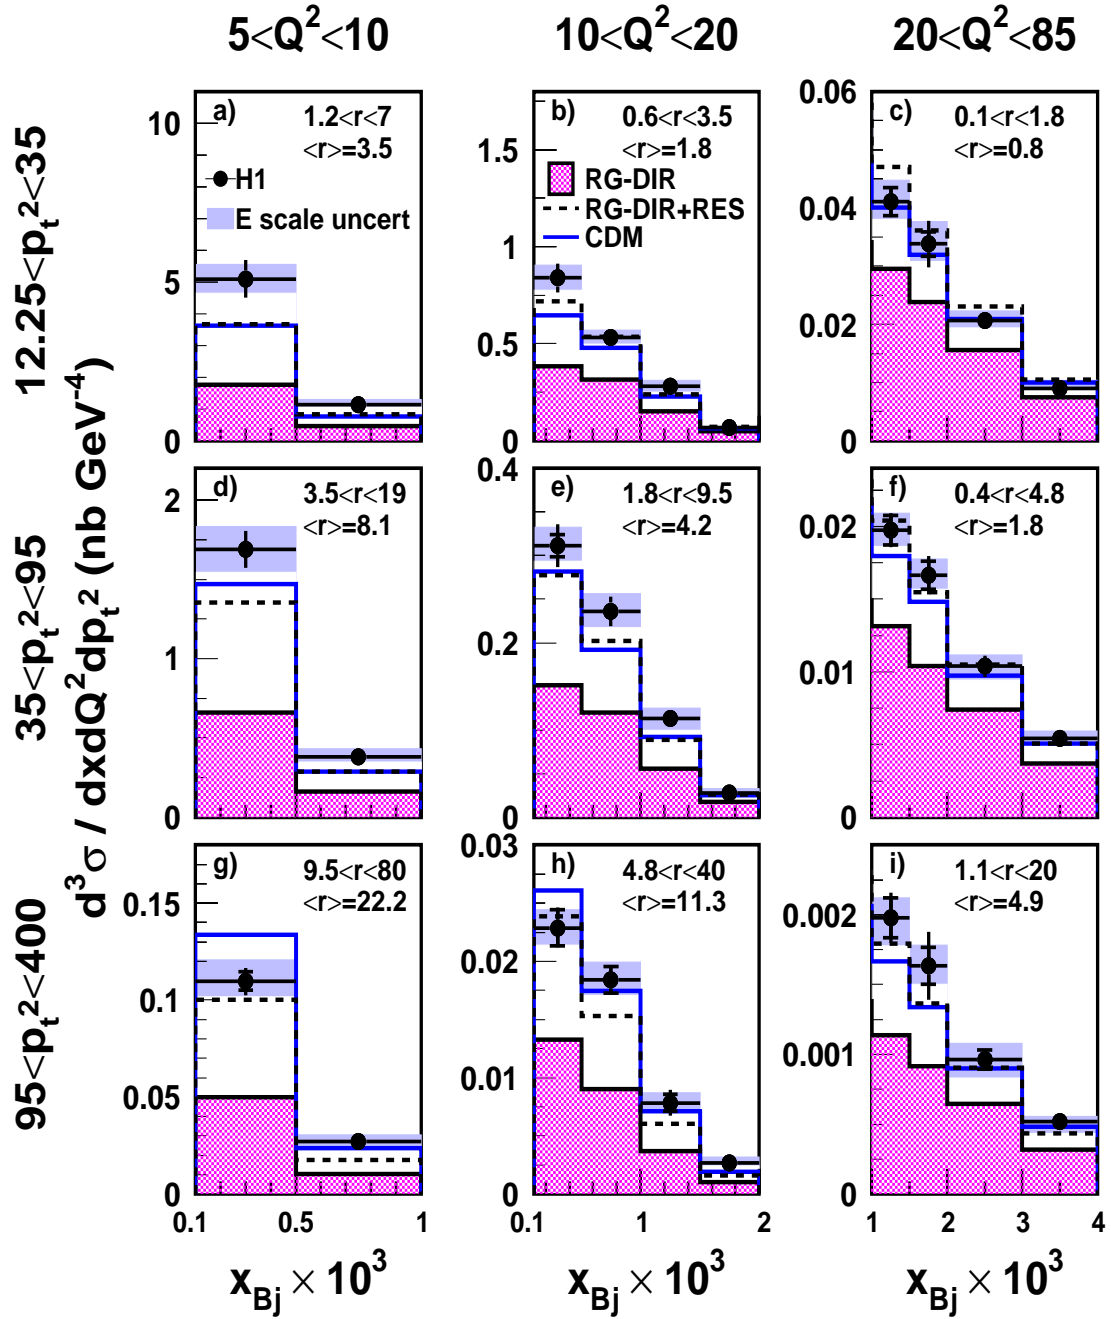 5<Q²<10
10<Q²<20
20<Q²<85
12.25<pₜ²<35
35<pₜ²<95
95<pₜ²<400
d³σ / dxdQ²dpₜ² (nb GeV⁻⁴)
a)
1.2<r<7
<r>=3.5
H1
E scale uncert
10
5
0
b)
0.6<r<3.5
<r>=1.8
RG-DIR
RG-DIR+RES
CDM
1.5
1
0.5
0
c)
0.1<r<1.8
<r>=0.8
0.06
0.04
0.02
0
d)
3.5<r<19
<r>=8.1
2
1
0
e)
1.8<r<9.5
<r>=4.2
0.4
0.2
0
f)
0.4<r<4.8
<r>=1.8
0.02
0.01
0
g)
9.5<r<80
<r>=22.2
0.15
0.1
0.05
0
0.1 0.5 1
h)
4.8<r<40
<r>=11.3
0.03
0.02
0.01
0
0.1 1 2
i)
1.1<r<20
<r>=4.9
0.002
0.001
0
1 2 3 4
x_Bj × 10³
x_Bj × 10³
x_Bj × 10³